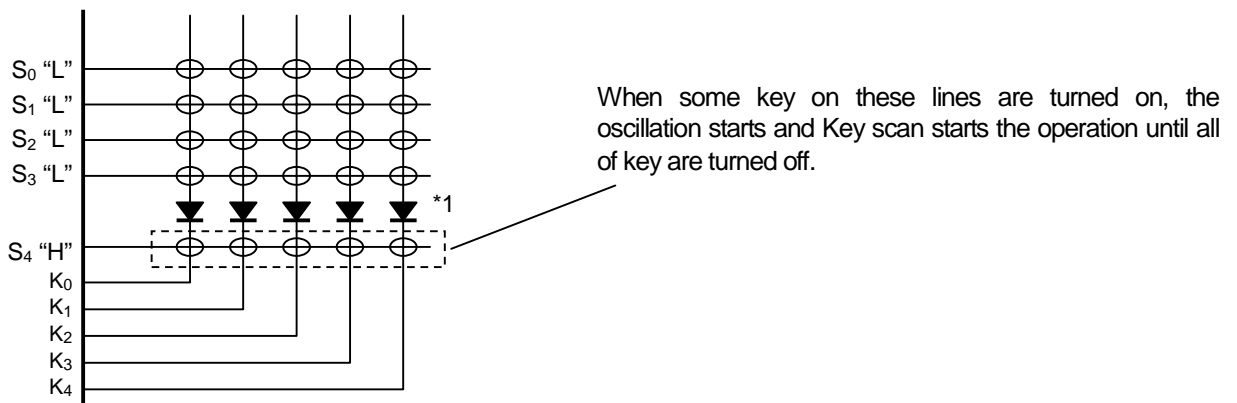 S0 “L”
S1 “L”
S2 “L”
S3 “L”
*1
S4 “H”
K0
K1
K2
K3
K4
When some key on these lines are turned on, the
oscillation starts and Key scan starts the operation until all
of key are turned off.